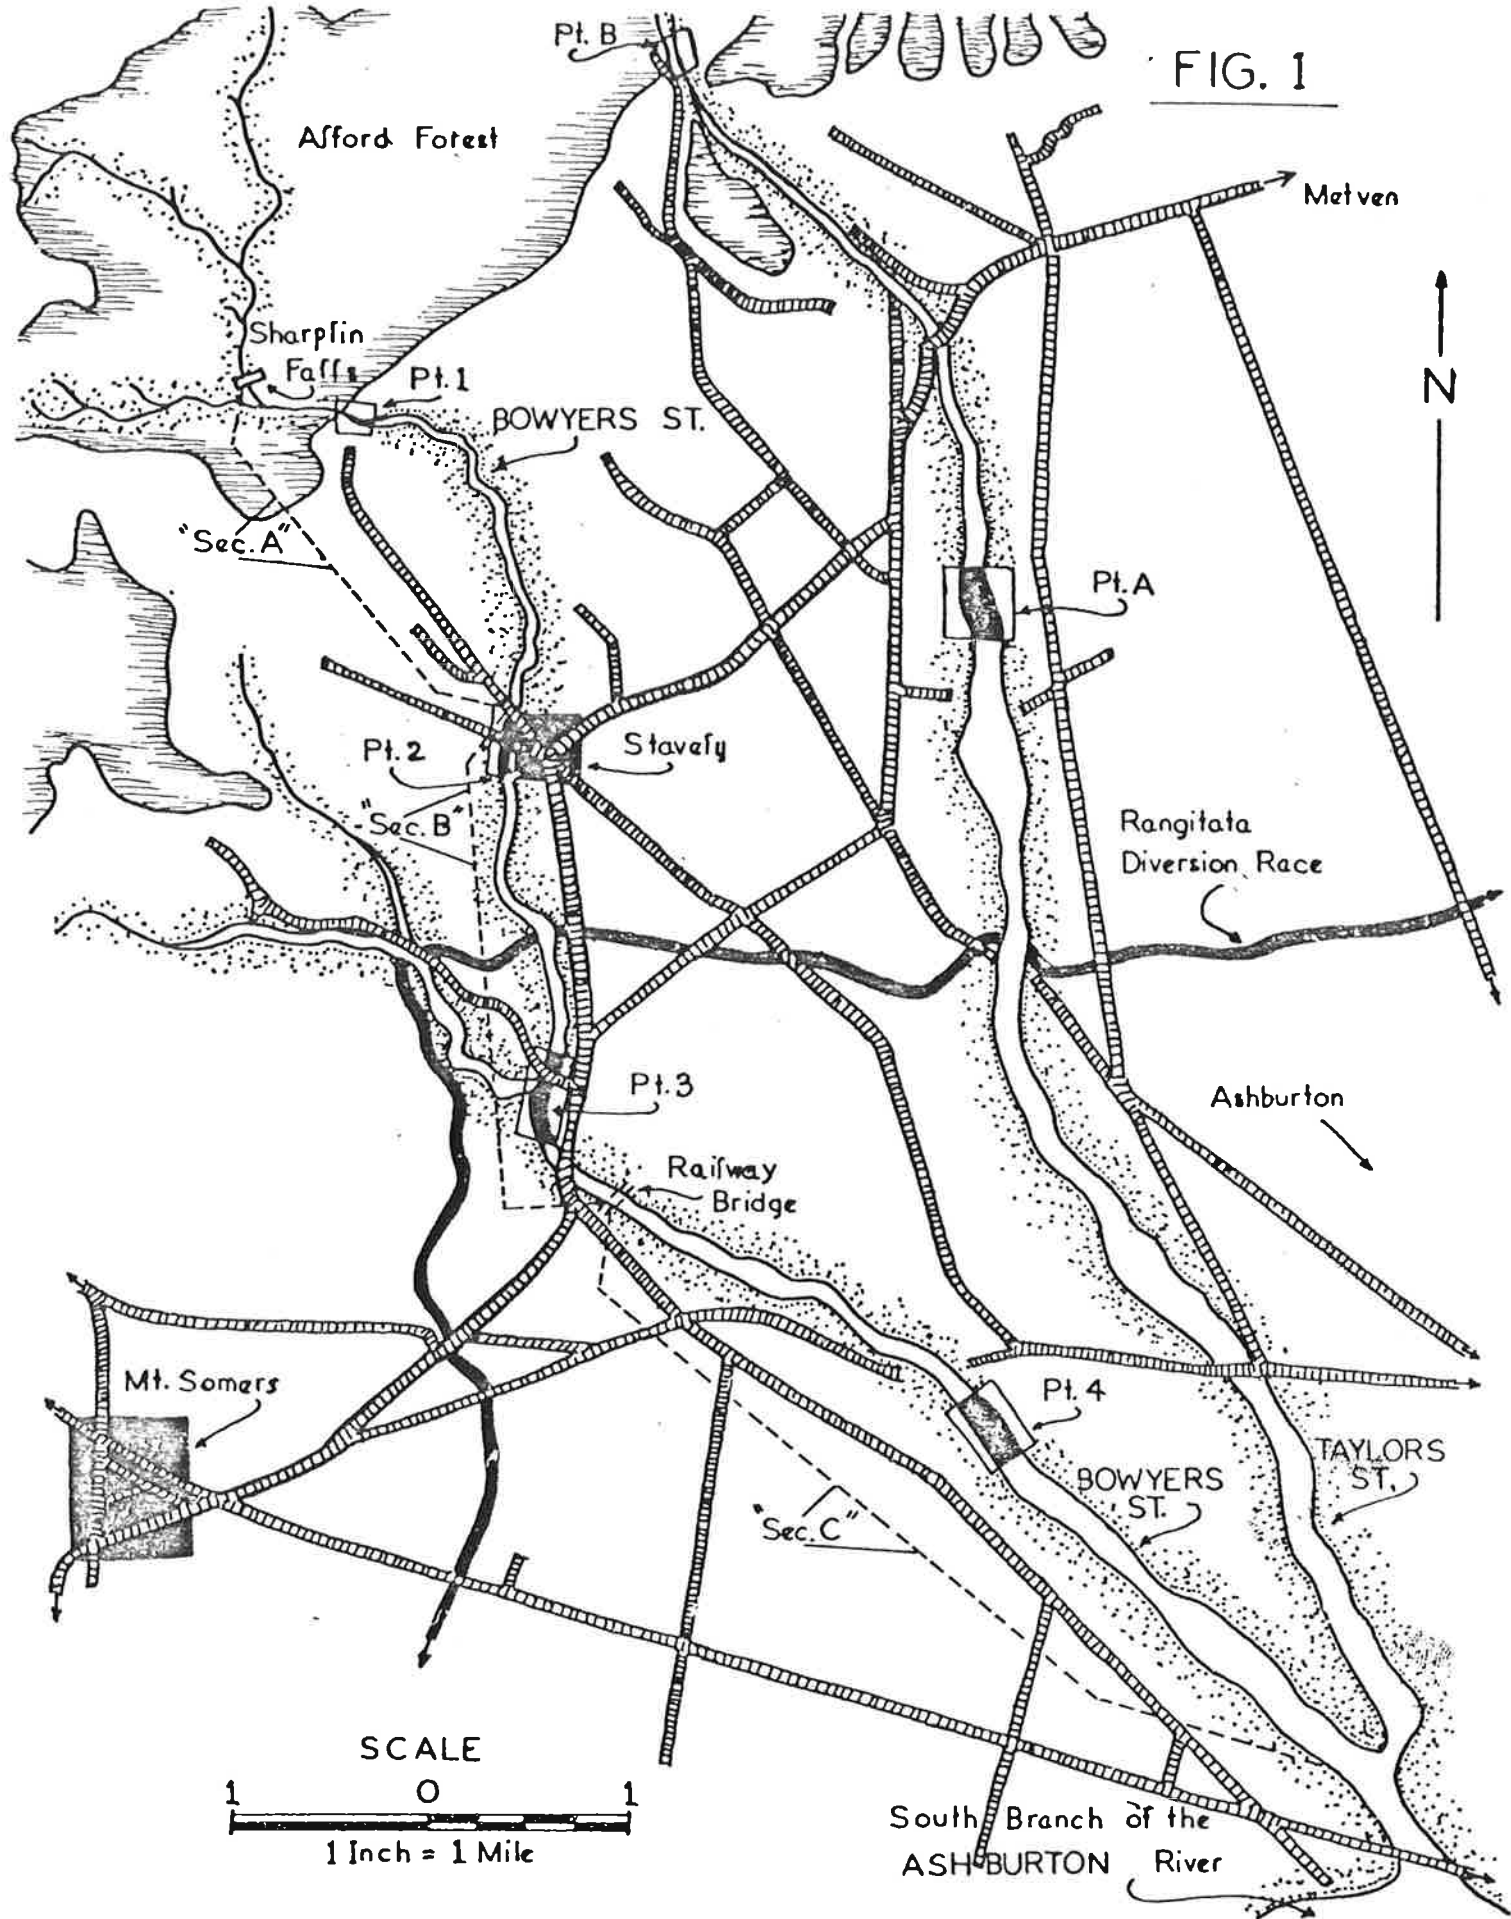 Pt. B
FIG. 1
Alford Forest
Metven
N
Sharplin
Falls
Pt. 1
BOWYERS ST.
"Sec. A"
Pt. A
Pt. 2
Stavely
"Sec. B"
Rangitata
Diversion Race
Pt. 3
Ashburton
Railway
Bridge
Mt. Somers
Pt. 4
TAYLORS
ST.
BOWYERS
ST.
"Sec. C"
SCALE
1 0 1
1 Inch = 1 Mile
South Branch of the
ASHBURTON River